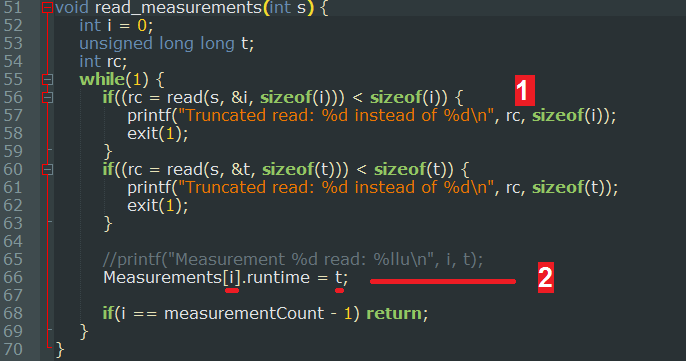 51 void read_measurements(int s) {
52 int i = 0;
53 unsigned long long t;
54 int rc;
55 while(1) {
56 if((rc = read(s, &i, sizeof(i))) < sizeof(i)) { 1
57 printf("Truncated read: %d instead of %d\n", rc, sizeof(i));
58 exit(1);
59 }
60 if((rc = read(s, &t, sizeof(t))) < sizeof(t)) {
61 printf("Truncated read: %d instead of %d\n", rc, sizeof(t));
62 exit(1);
63 }
64
65 //printf("Measurement %d read: %llu\n", i, t);
66 Measurements[i].runtime = t; 2
67
68 if(i == measurementCount - 1) return;
69 }
70 }